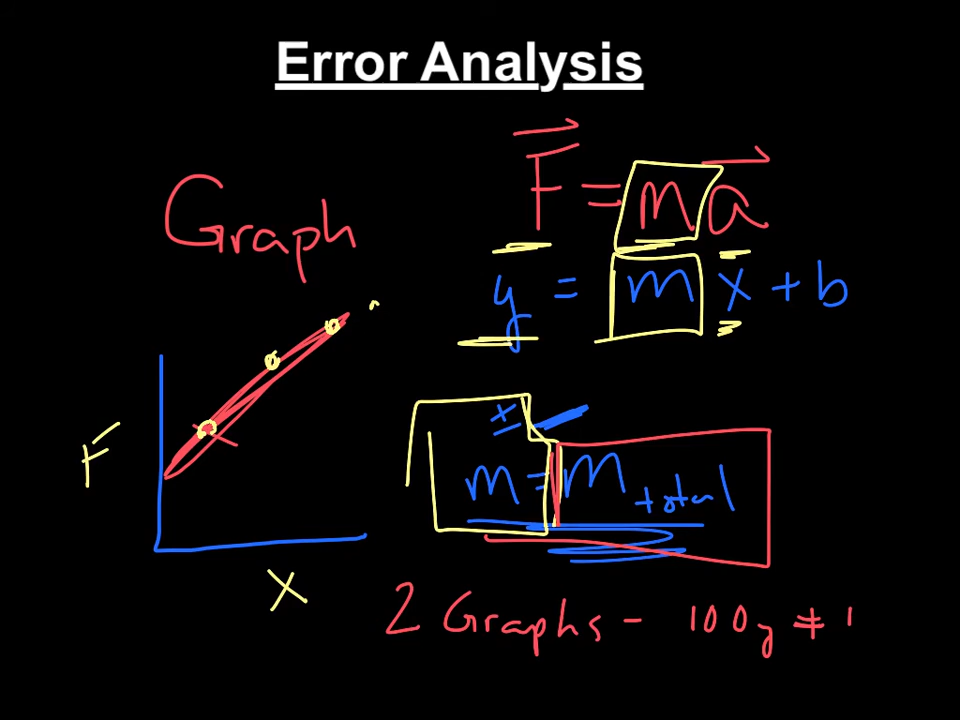 Error Analysis
F = ma
Graph
y = mx + b
F
m = m total
X
2 Graphs - 100g ≠ 1